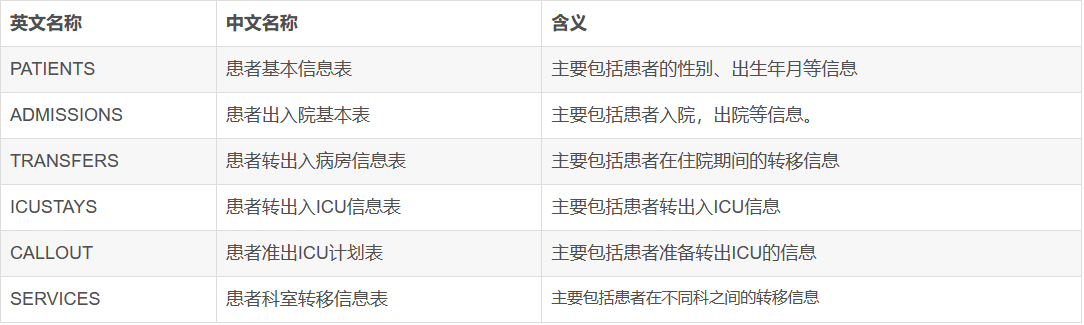 英文名称 中文名称 含义
PATIENTS 患者基本信息表 主要包括患者的性别、出生年月等信息
ADMISSIONS 患者出入院基本表 主要包括患者入院，出院等信息。
TRANSFERS 患者转出入病房信息表 主要包括患者在住院期间的转移信息
ICUSTAYS 患者转出入ICU信息表 主要包括患者转出入ICU信息
CALLOUT 患者准出ICU计划表 主要包括患者准备转出ICU的信息
SERVICES 患者科室转移信息表 主要包括患者在不同科之间的转移信息